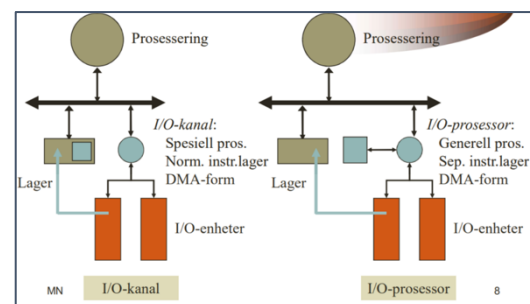 Prosessering
I/O-kanal:
Spesiell pros.
Norm. instr.lager
DMA-form
Lager
I/O-enheter
I/O-kanal
Prosessering
I/O-prosessor:
Generell pros.
Sep. instr.lager
DMA-form
Lager
I/O-enheter
I/O-prosessor
MN
8